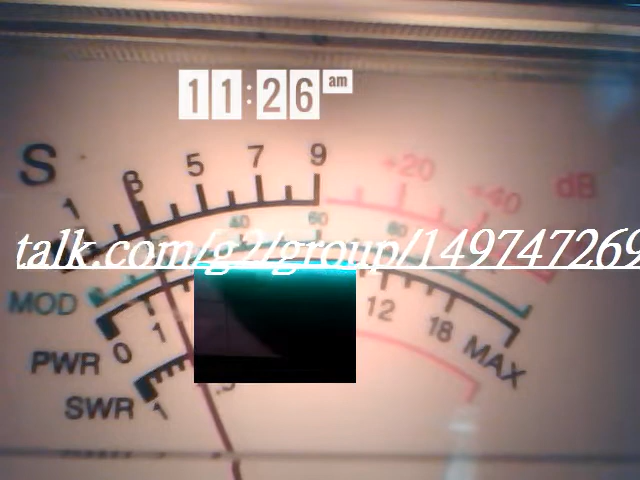 11:26 am
S 1 3 5 7 9 +20 +40 dB
talk.com/g2/group/149747269
MOD 40 60 80
PWR 0 1 12 18 MAX
SWR 1 .5